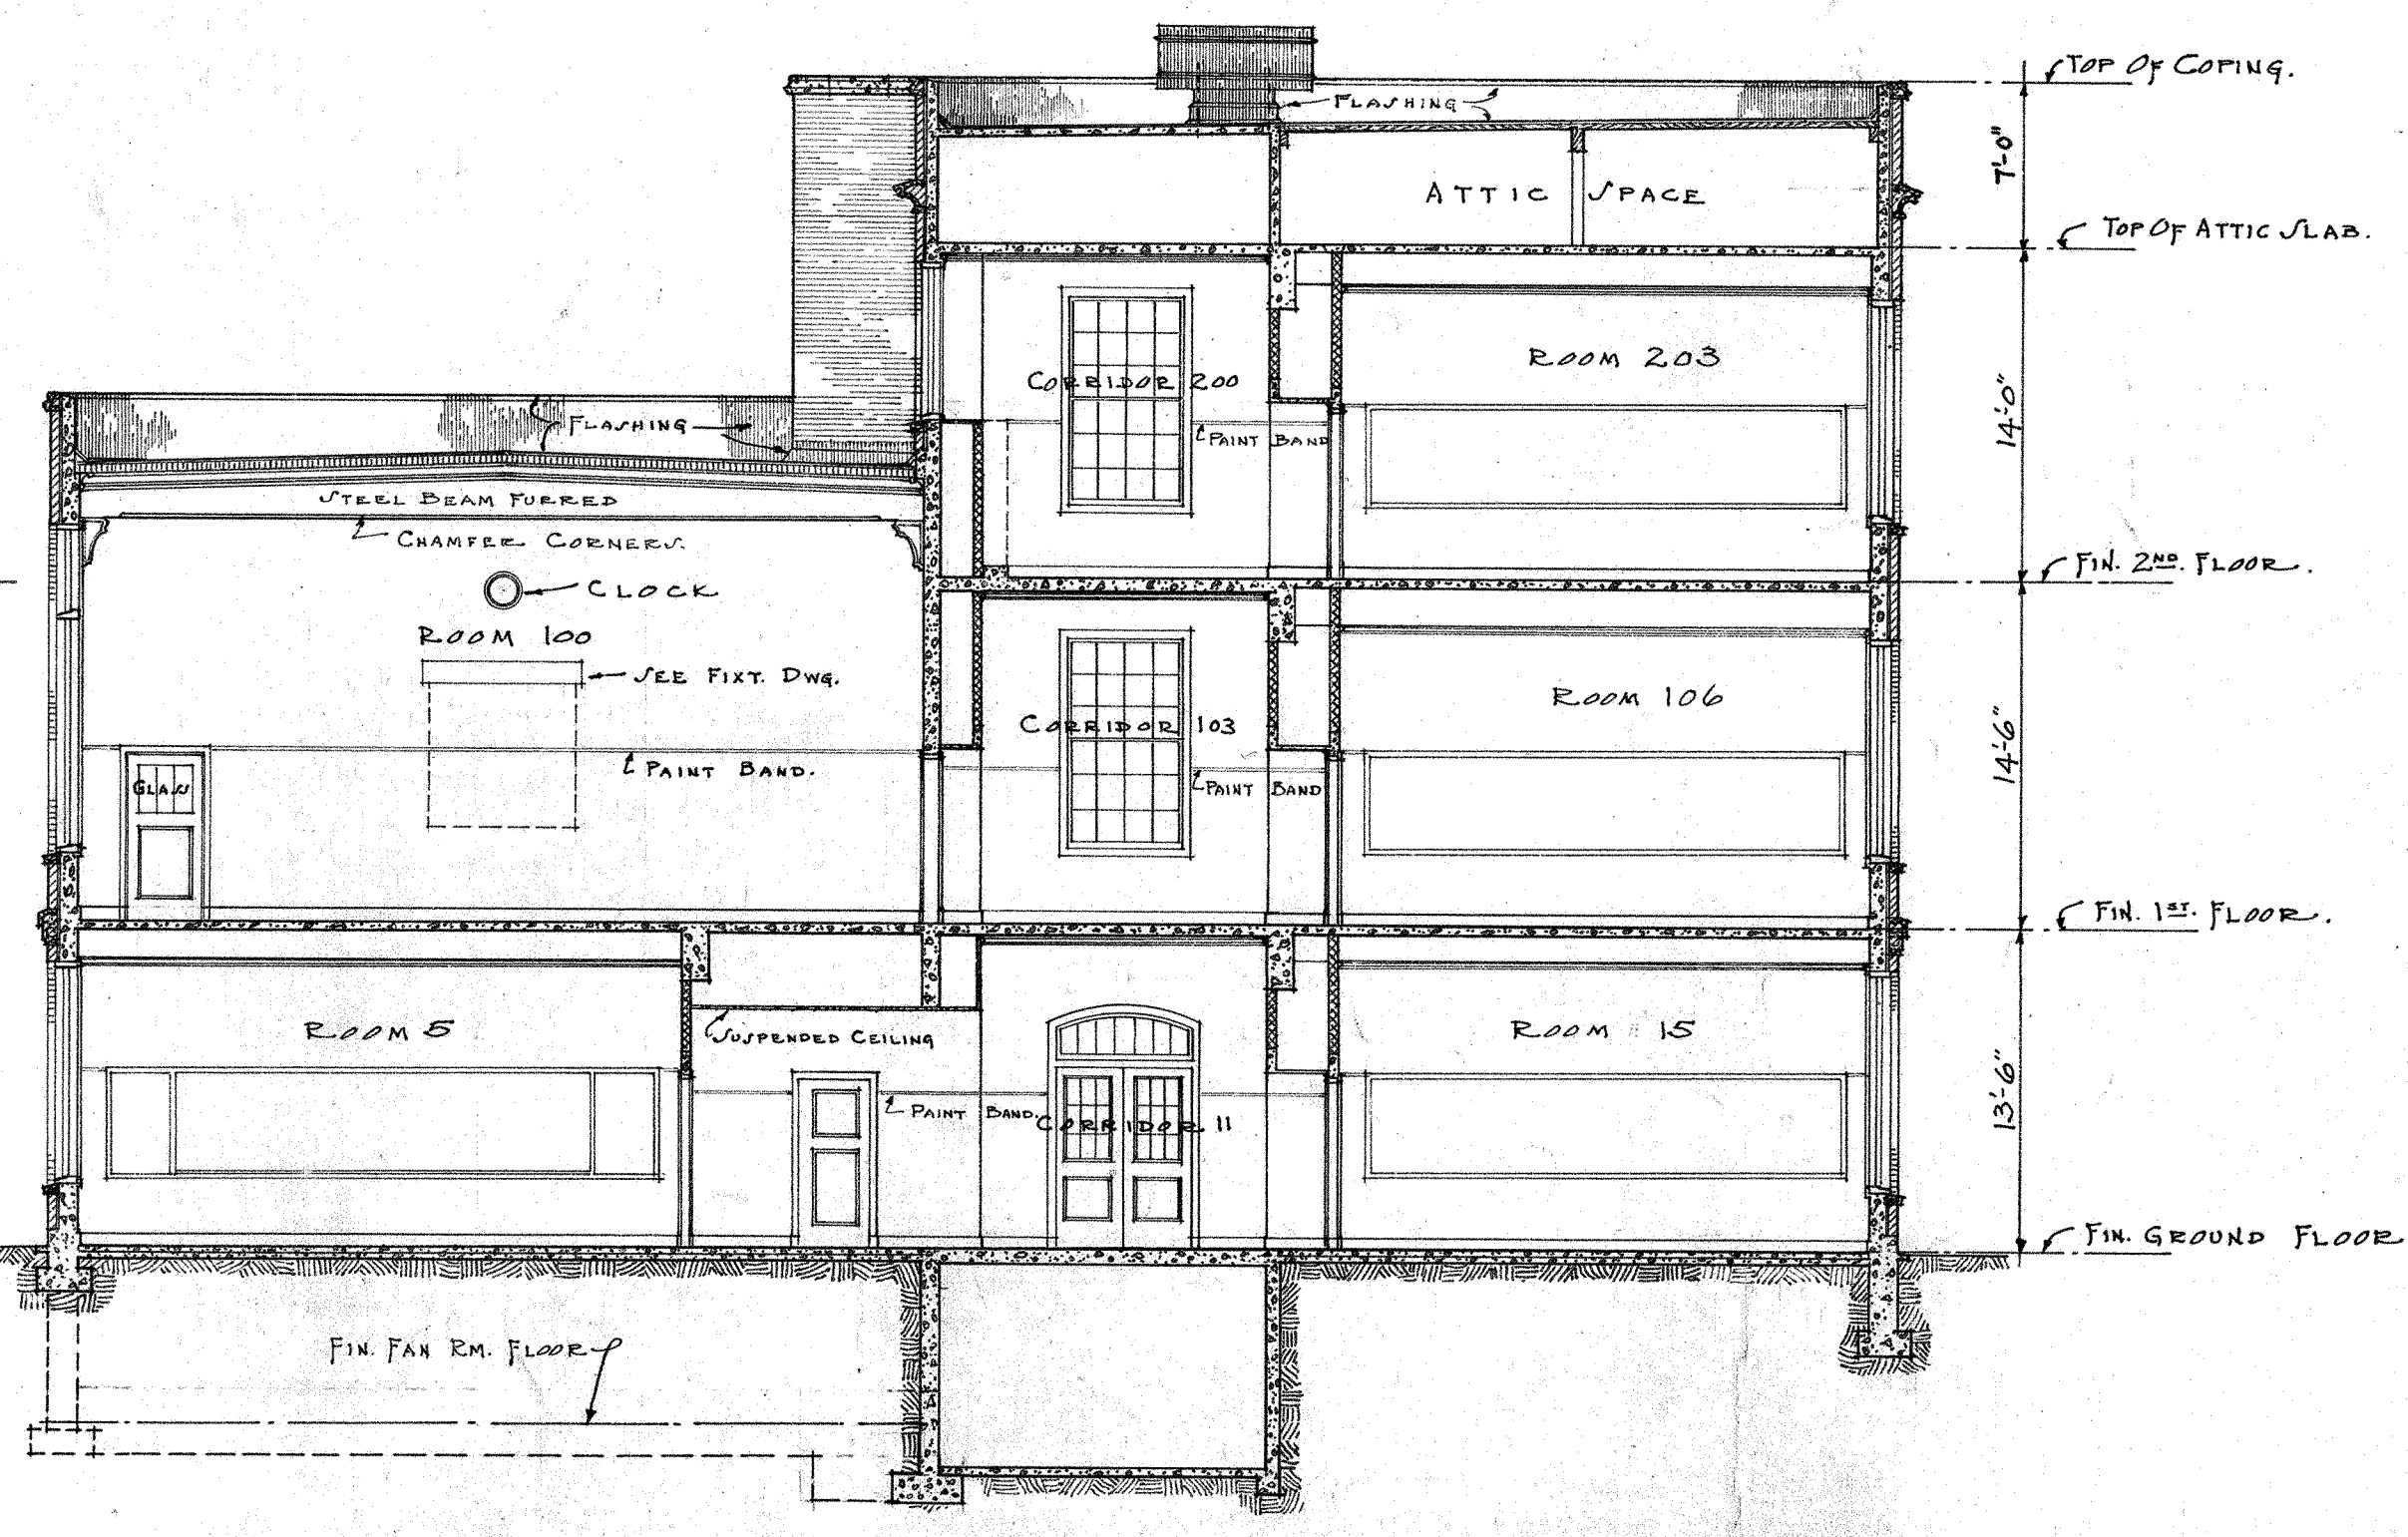 TOP OF COPING.
FLASHING
7'-0"
ATTIC SPACE
TOP OF ATTIC SLAB.
ROOM 203
CORRIDOR 200
14'-0"
FLASHING
PAINT BAND
STEEL BEAM FURRED
CHAMFER CORNERS.
FIN. 2ND. FLOOR.
CLOCK
ROOM 100
SEE FIXT. DWG.
ROOM 106
CORRIDOR 103
14'-6"
PAINT BAND.
GLASS
PAINT BAND
FIN. 1ST. FLOOR.
ROOM 5
SUSPENDED CEILING
ROOM 15
13'-6"
PAINT BAND.
CORRIDOR 11
FIN. GROUND FLOOR
FIN. FAN RM. FLOOR